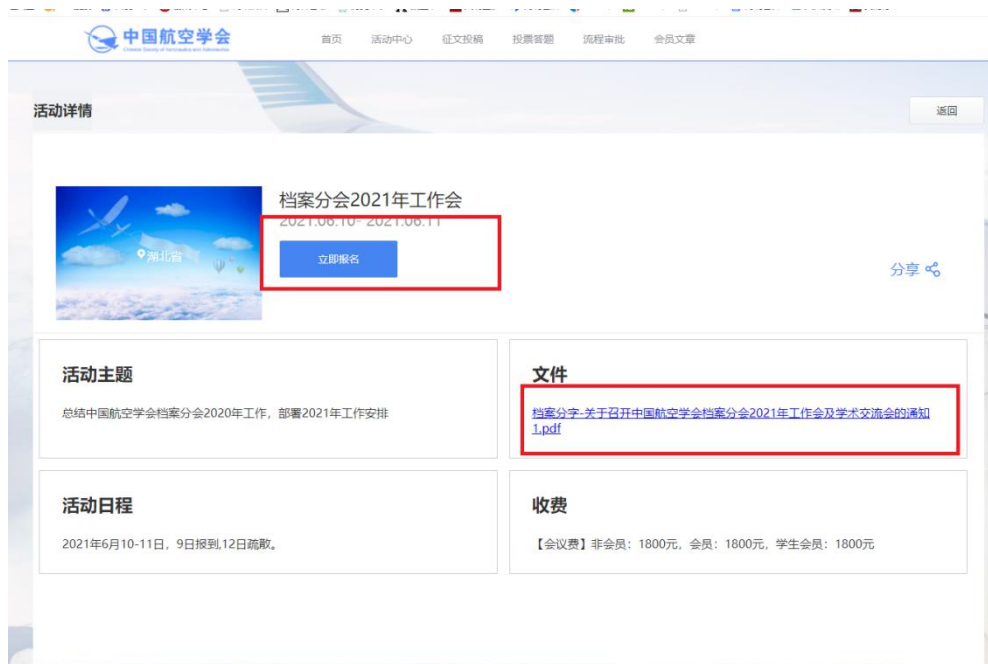 中国航空学会
首页 活动中心 征文投稿 投票答题 流程审批 会员文章
活动详情
返回
档案分会2021年工作会
2021.06.10- 2021.06.11
湖北省
立即报名
分享
活动主题
总结中国航空学会档案分会2020年工作，部署2021年工作安排
文件
档案分字-关于召开中国航空学会档案分会2021年工作会及学术交流会的通知
1.pdf
活动日程
2021年6月10-11日，9日报到,12日疏散。
收费
【会议费】非会员：1800元，会员：1800元，学生会员：1800元